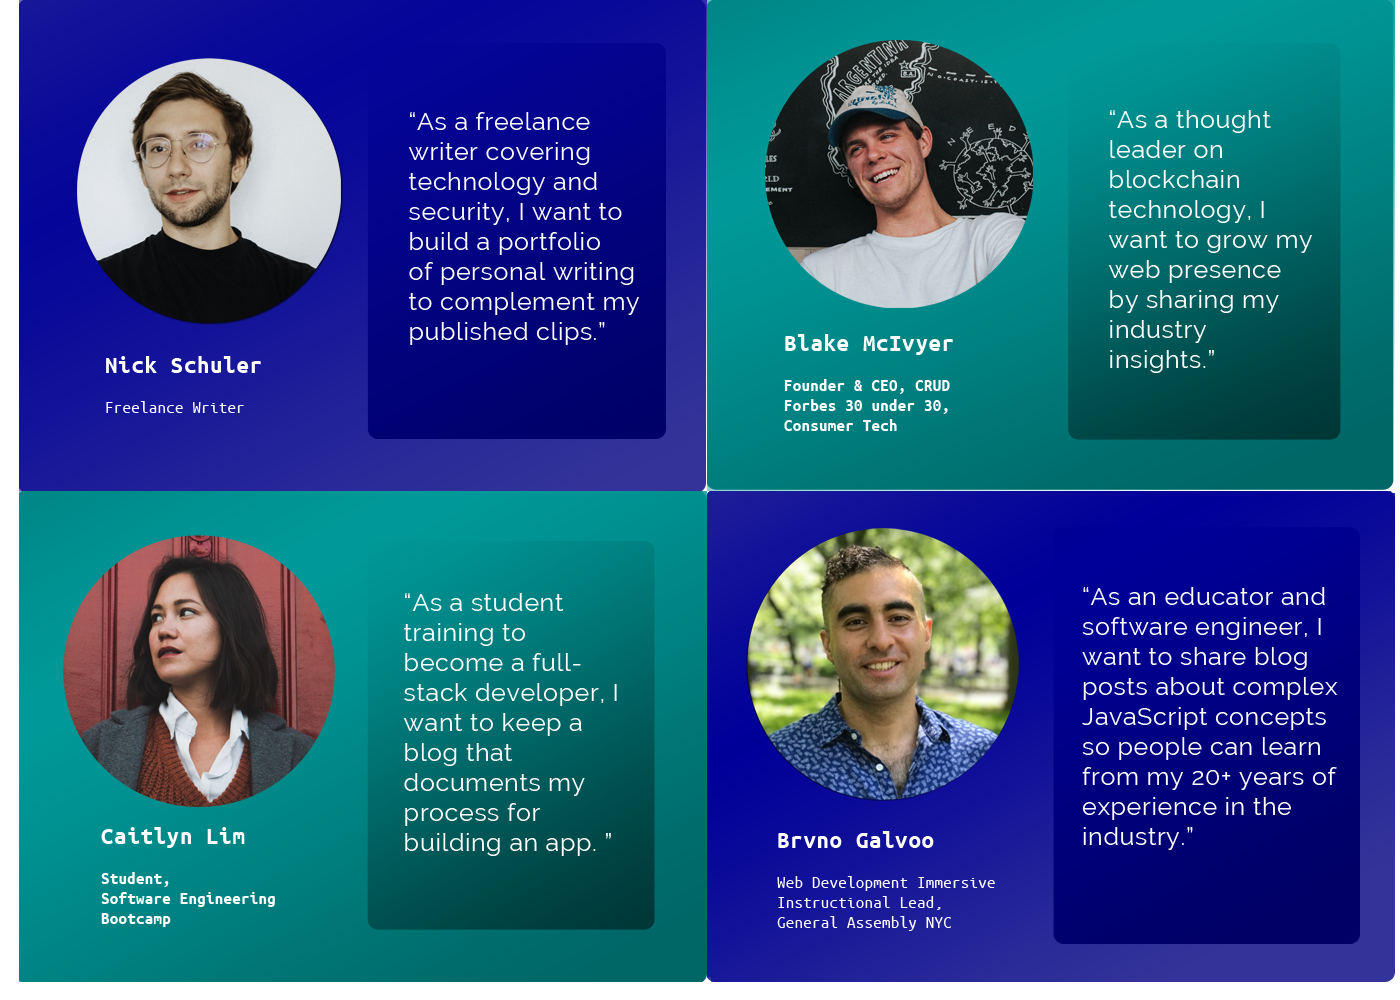 “As a freelance
writer covering
technology and
security, I want to
build a portfolio
of personal writing
to complement my
published clips.”
Nick Schuler
Freelance Writer
ARGENTINA
B.A.
NEED
“As a thought
leader on
blockchain
technology, I
want to grow my
web presence
by sharing my
industry
insights.”
Blake McIvyer
Founder & CEO, CRUD
Forbes 30 under 30,
Consumer Tech
“As a student
training to
become a full-
stack developer, I
want to keep a
blog that
documents my
process for
building an app. ”
Caitlyn Lim
Student,
Software Engineering
Bootcamp
“As an educator and
software engineer, I
want to share blog
posts about complex
JavaScript concepts
so people can learn
from my 20+ years of
experience in the
industry.”
Brvno Galvoo
Web Development Immersive
Instructional Lead,
General Assembly NYC